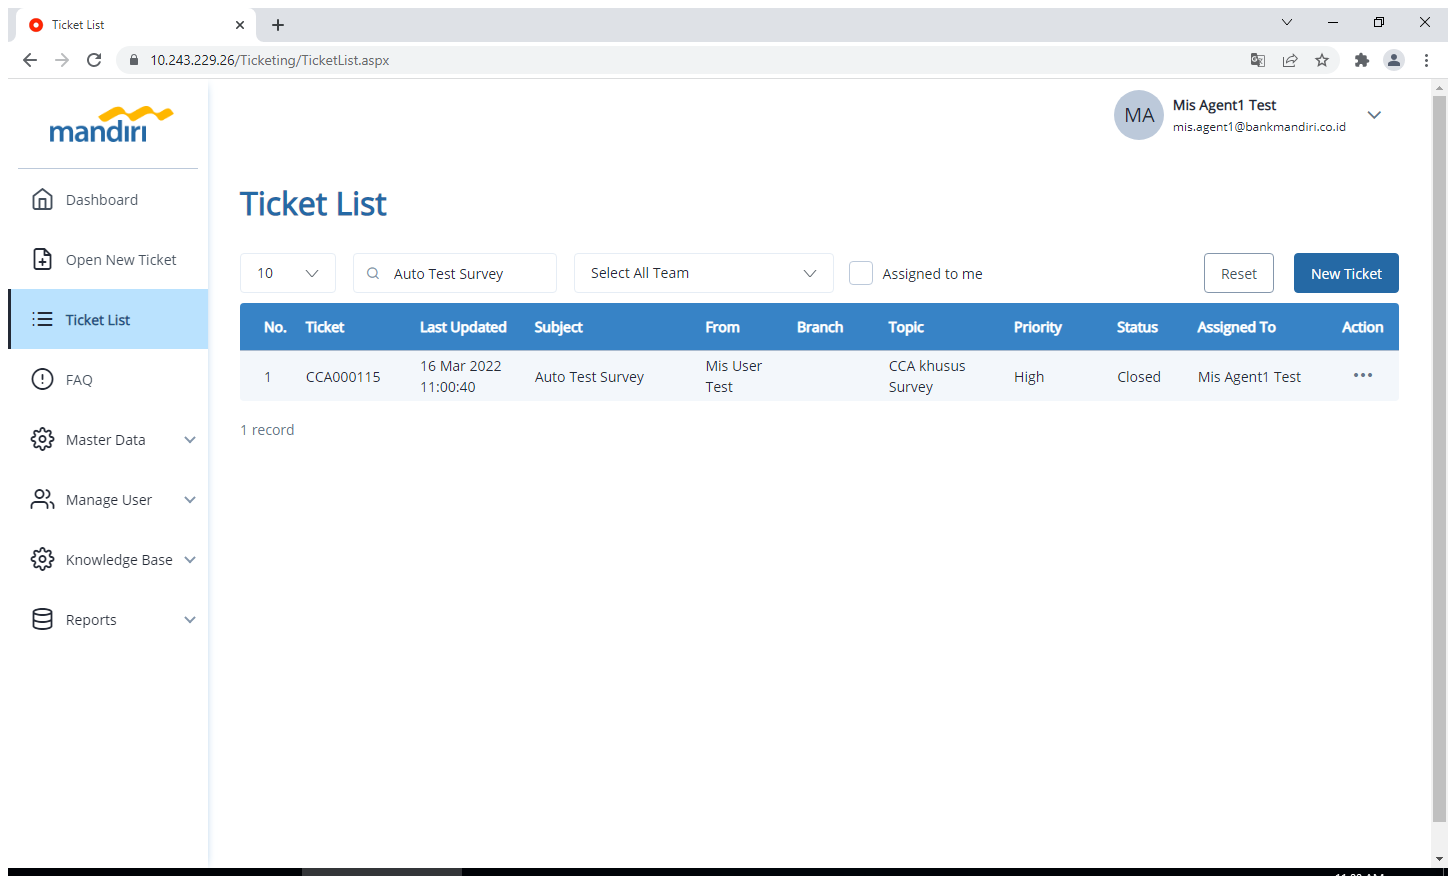 Ticket List
10.243.229.26/Ticketing/TicketList.aspx
mandiri
MA
Mis Agent1 Test
mis.agent1@bankmandiri.co.id
Dashboard
Open New Ticket
Ticket List
FAQ
Master Data
Manage User
Knowledge Base
Reports
Ticket List
10
Auto Test Survey
Select All Team
Assigned to me
Reset
New Ticket
No. Ticket Last Updated Subject From Branch Topic Priority Status Assigned To Action
1 CCA000115 16 Mar 2022 11:00:40 Auto Test Survey Mis User Test CCA khusus Survey High Closed Mis Agent1 Test
1 record